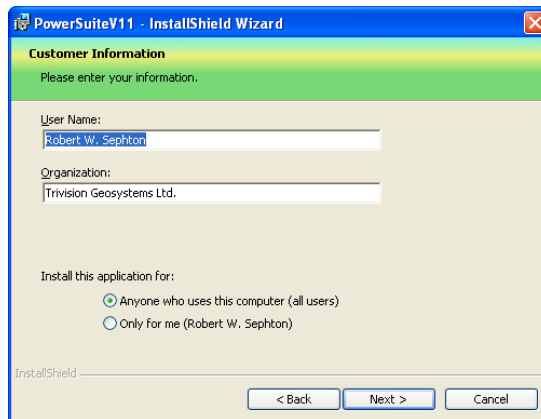 PowerSuiteV11 - InstallShield Wizard
Customer Information
Please enter your information.
User Name:
Robert W. Sephton
Organization:
Trivision Geosystems Ltd.
Install this application for:
Anyone who uses this computer (all users)
Only for me (Robert W. Sephton)
InstallShield
< Back Next > Cancel